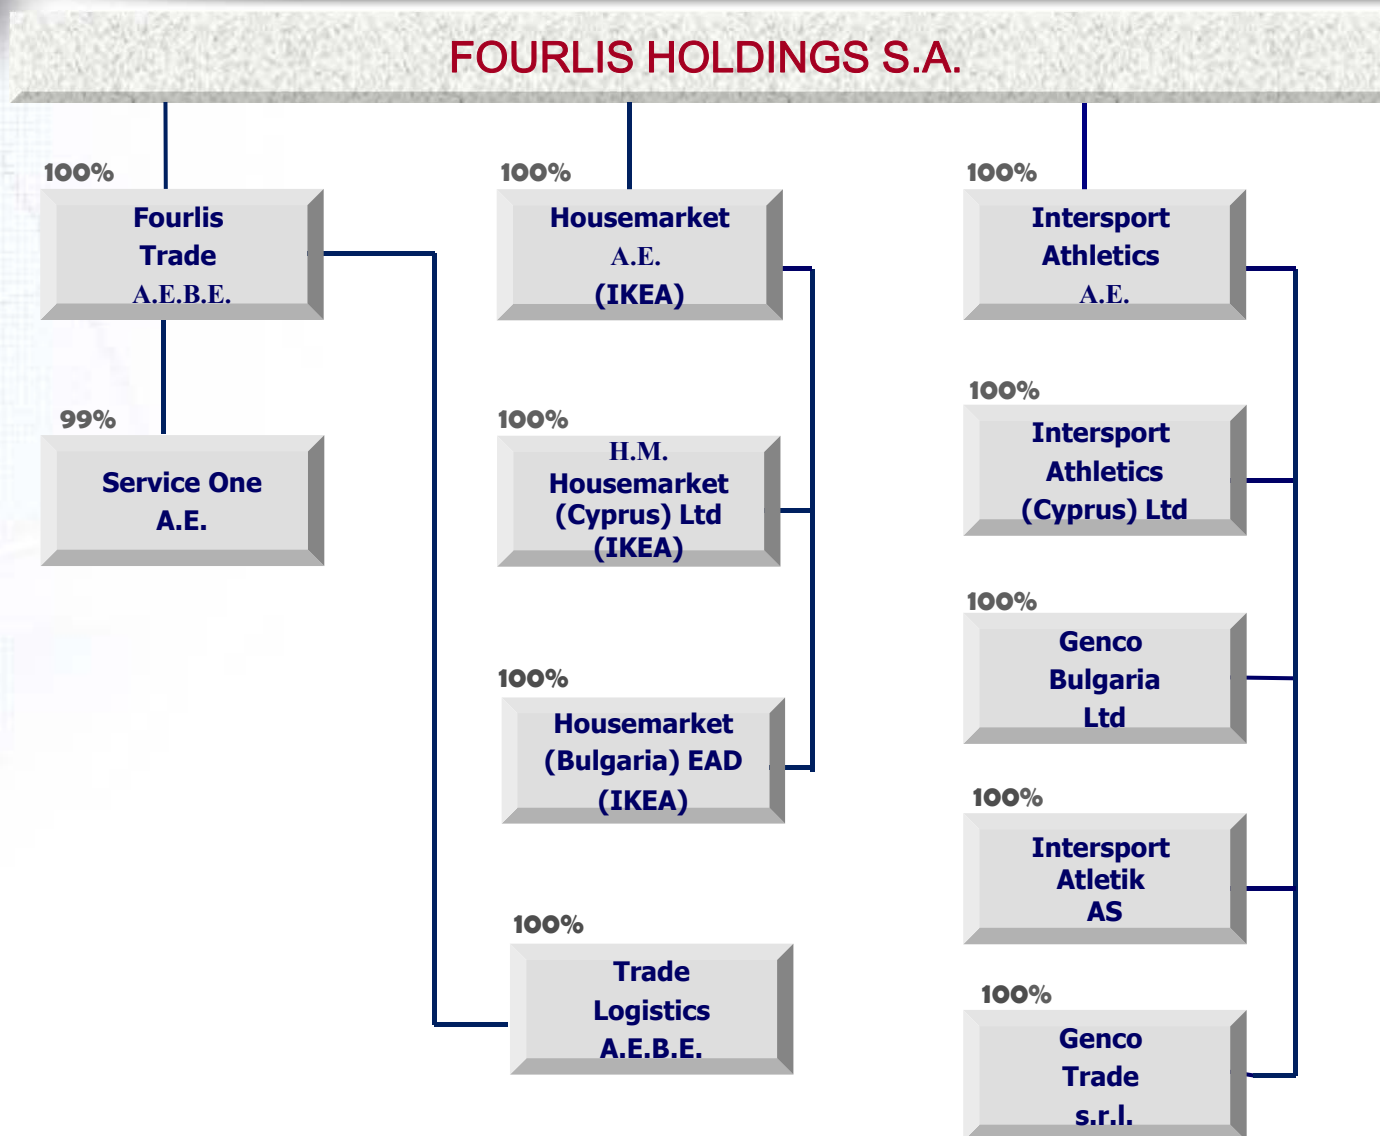 FOURLIS HOLDINGS S.A.
100%
Fourlis
Trade
A.E.B.E.
99%
Service One
A.E.
100%
Housemarket
A.E.
(IKEA)
100%
H.M.
Housemarket
(Cyprus) Ltd
(IKEA)
100%
Housemarket
(Bulgaria) EAD
(IKEA)
100%
Trade
Logistics
A.E.B.E.
100%
Intersport
Athletics
A.E.
100%
Intersport
Athletics
(Cyprus) Ltd
100%
Genco
Bulgaria
Ltd
100%
Intersport
Atletik
AS
100%
Genco
Trade
s.r.l.